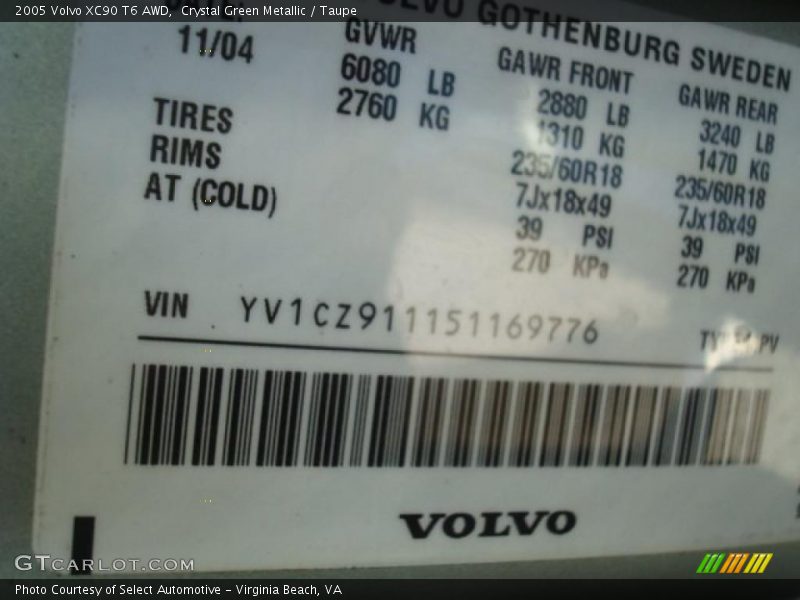 2005 Volvo XC90 T6 AWD, Crystal Green Metallic / Taupe
VOLVO GOTHENBURG SWEDEN
11/04 GVWR GAWR FRONT GAWR REAR
6080 LB 2880 LB 3240 LB
2760 KG 1310 KG 1470 KG
TIRES 235/60R18 235/60R18
RIMS 7Jx18x49 7Jx18x49
AT (COLD) 39 PSI 39 PSI
270 KPa 270 KPa
VIN YV1CZ911151169776 PV
VOLVO
GTCARLOT.COM
Photo Courtesy of Select Automotive - Virginia Beach, VA